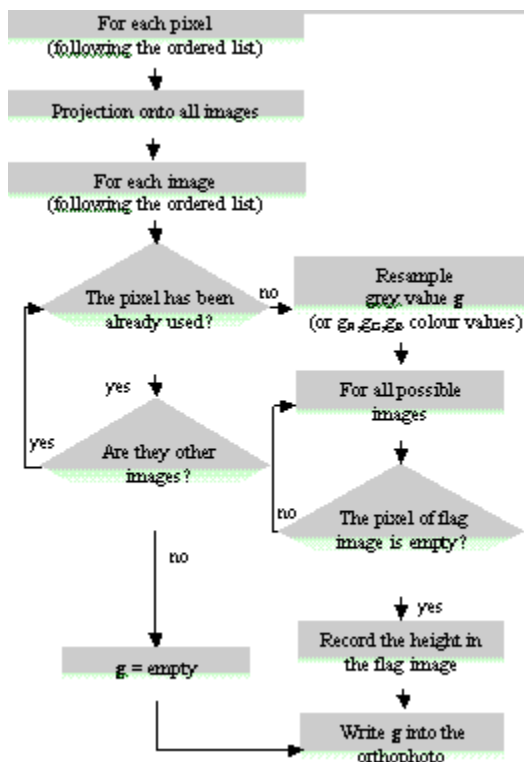 For each pixel
(following the ordered list)
Projection onto all images
For each image
(following the ordered list)
The pixel has been
already used?
no
Resample
grey value g
(or gR,gG,gB colour values)
yes
For all possible
images
yes
Are they other
images?
no
The pixel of flag
image is empty?
no
yes
g = empty
Record the height in
the flag image
Write g into the
orthophoto